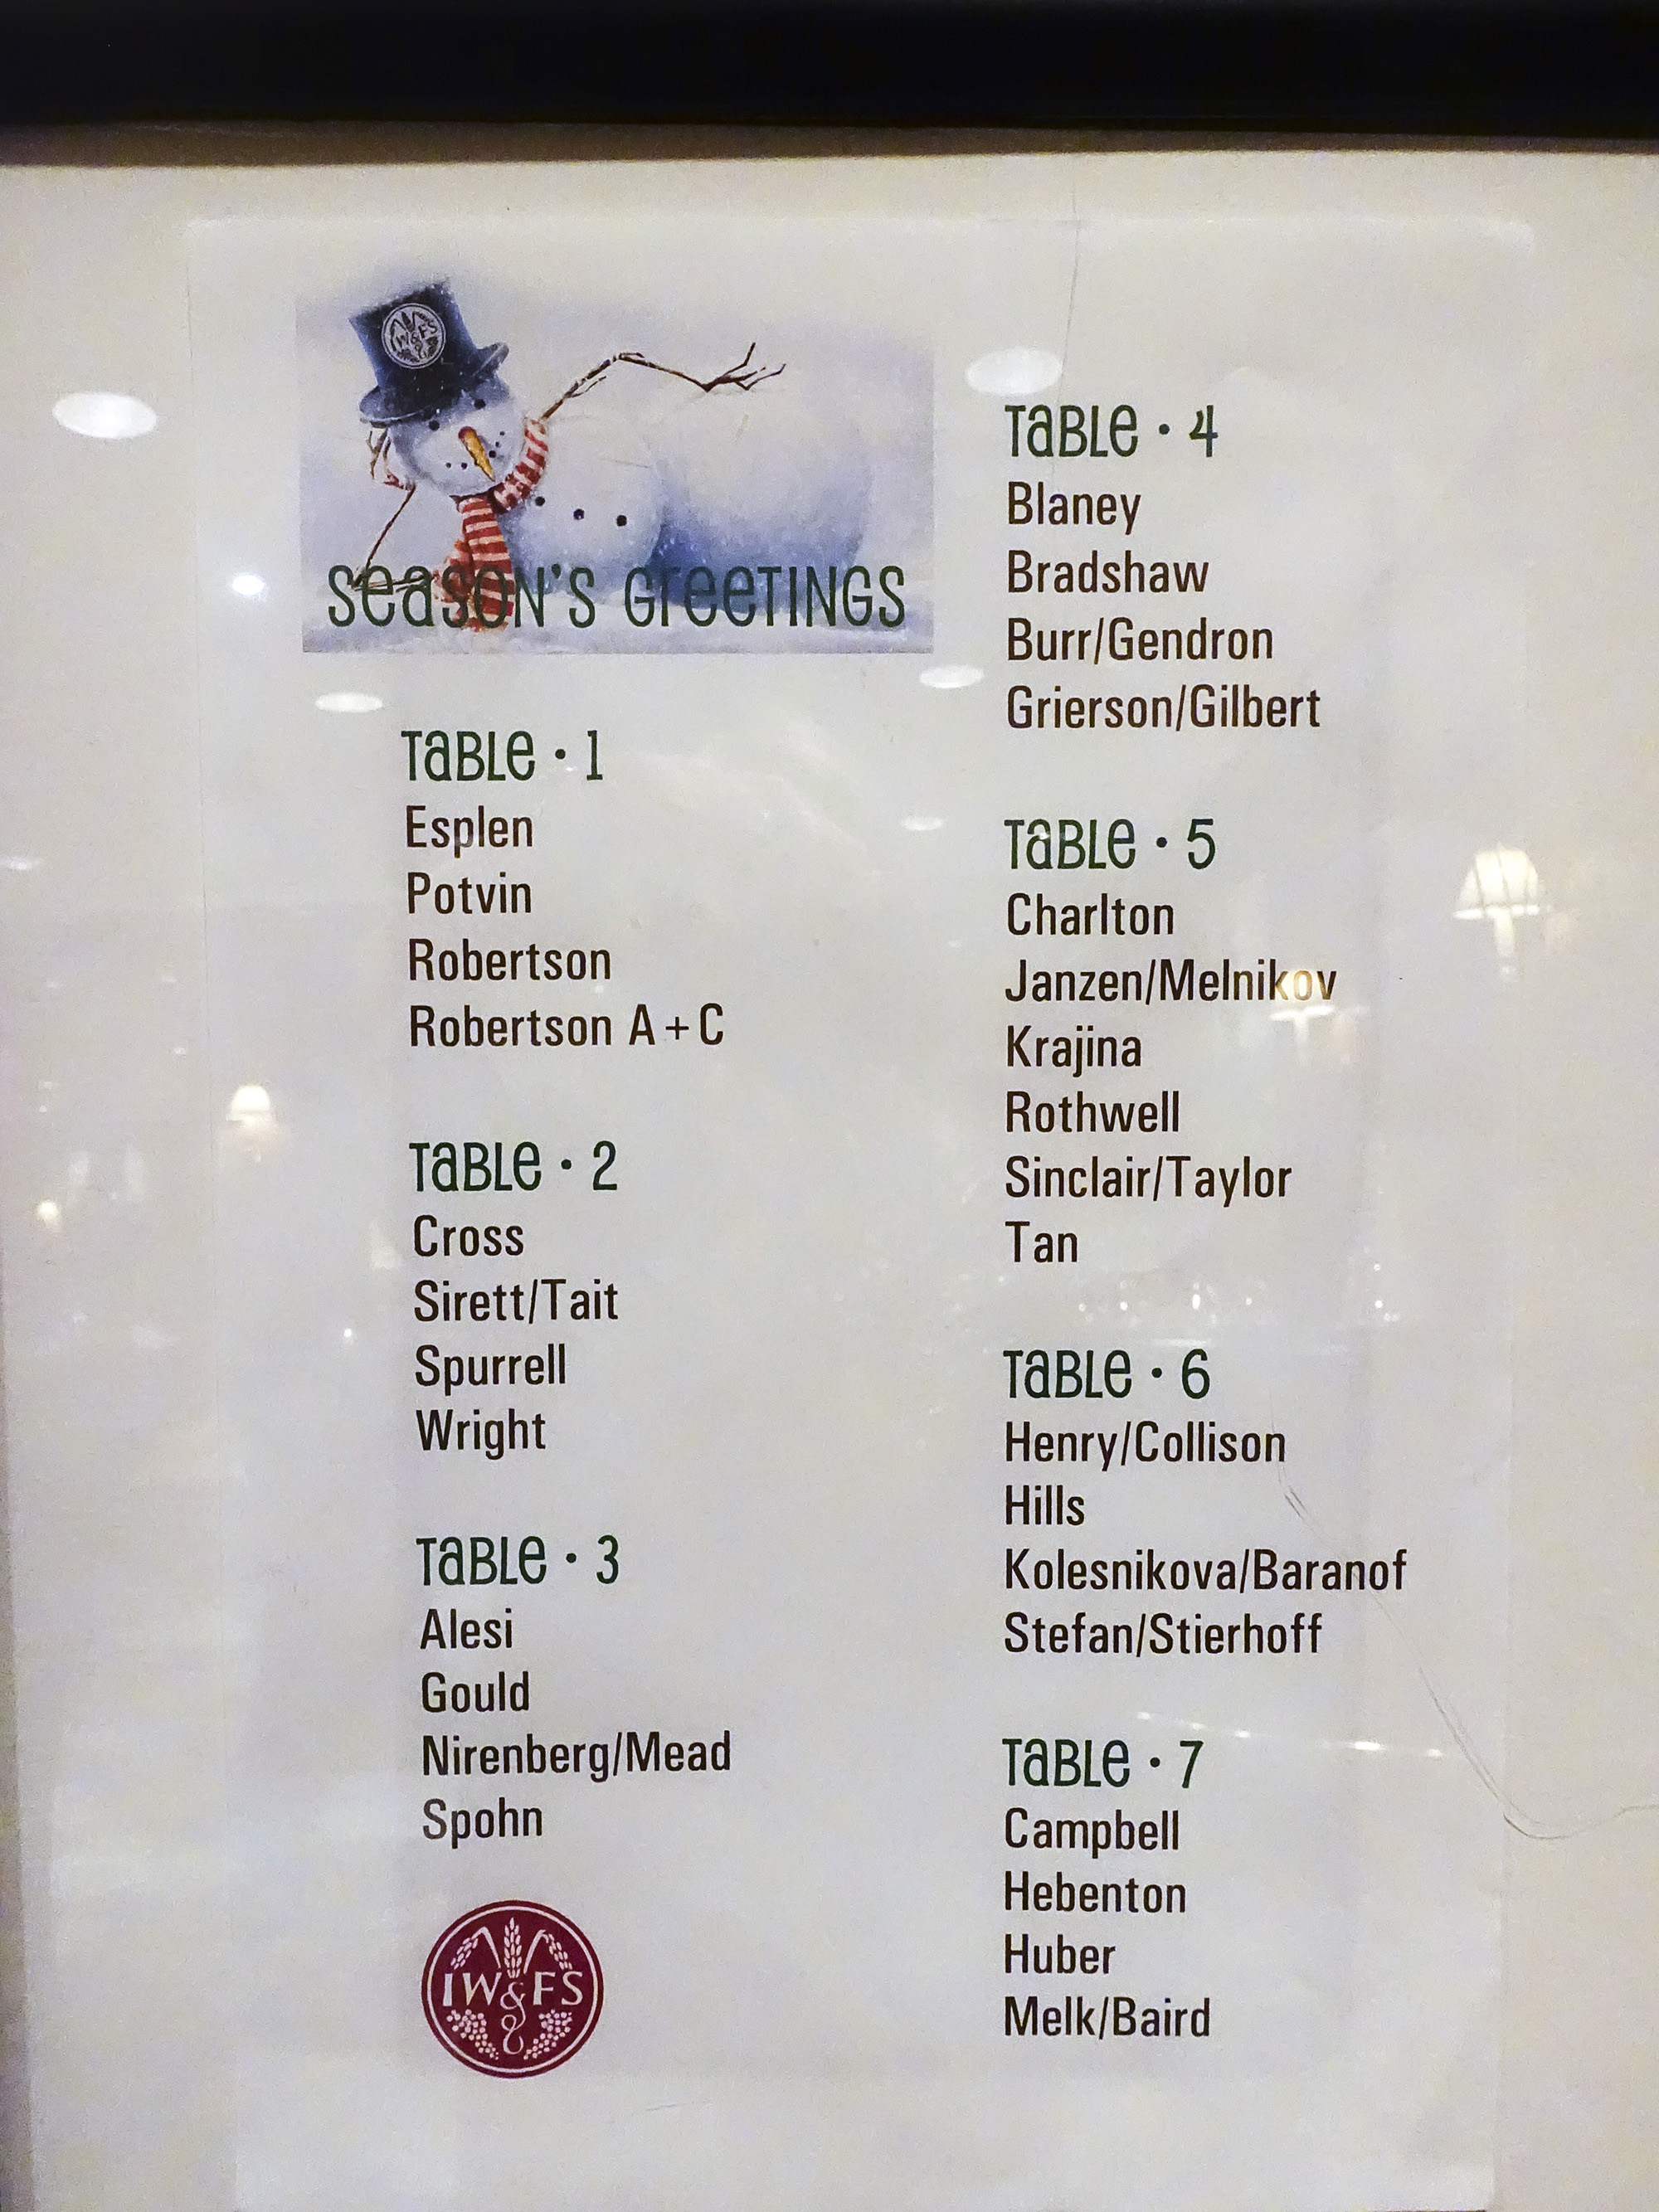 IW&FS
SEASON'S GREETINGS
TABLE · 1
Esplen
Potvin
Robertson
Robertson A + C
TABLE · 2
Cross
Sirett/Tait
Spurrell
Wright
TABLE · 3
Alesi
Gould
Nirenberg/Mead
Spohn
IW&FS
TABLE · 4
Blaney
Bradshaw
Burr/Gendron
Grierson/Gilbert
TABLE · 5
Charlton
Janzen/Melnikov
Krajina
Rothwell
Sinclair/Taylor
Tan
TABLE · 6
Henry/Collison
Hills
Kolesnikova/Baranof
Stefan/Stierhoff
TABLE · 7
Campbell
Hebenton
Huber
Melk/Baird